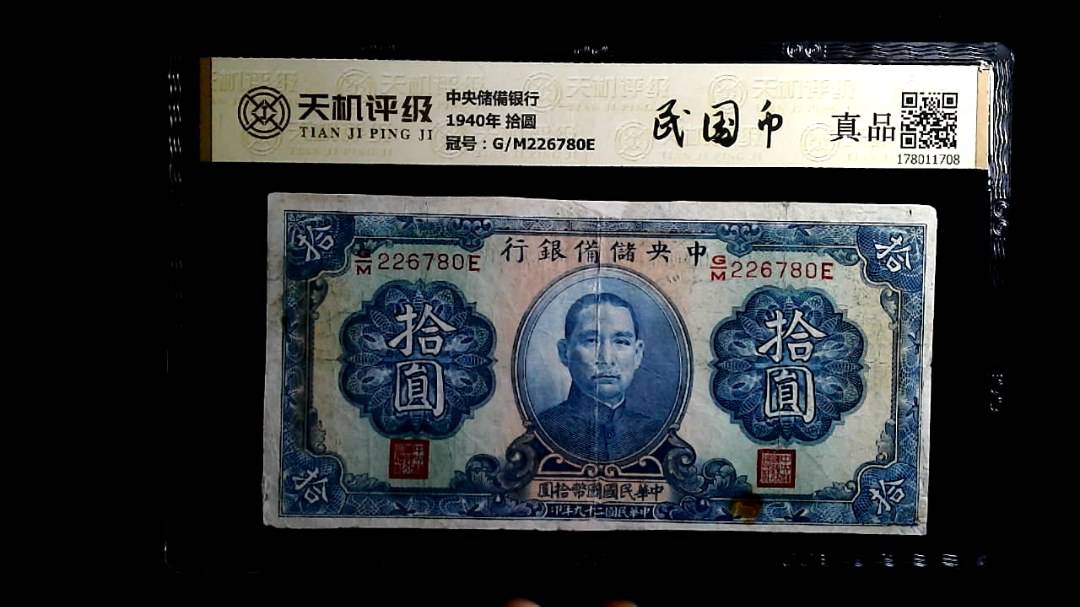 天机评级
TIAN JI PING JI
中央储備银行
1940年 拾圆
冠号：G/M226780E
民国币
真品
178011708
拾
拾
行銀備儲央中
G/M 226780E
G/M 226780E
拾圓
拾圓
圓拾幣國國民華中
印年九十二國民華中
拾
拾